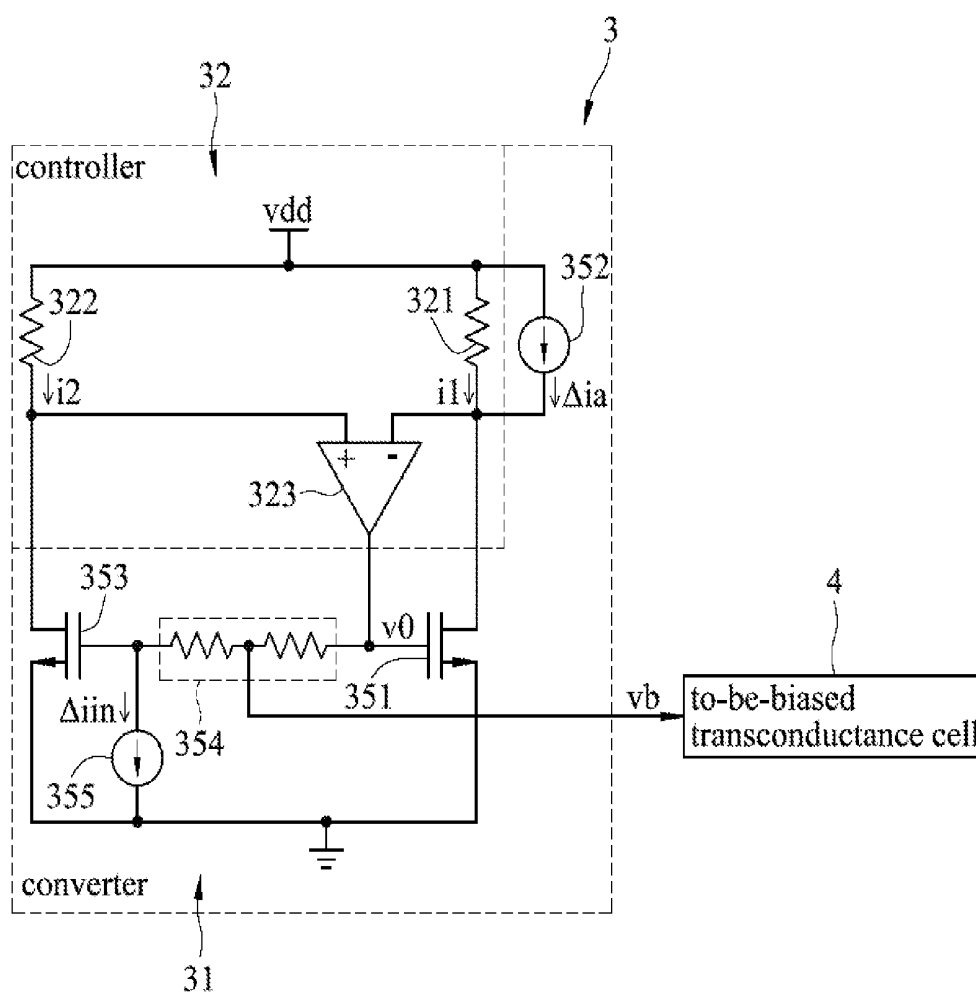 3
32
controller
vdd
352
322
321
↓i2
i1↓
↓Δia
+
-
323
353
v0
4
351
vb
to-be-biased
transconductance cell
Δiin↓
354
355
converter
31